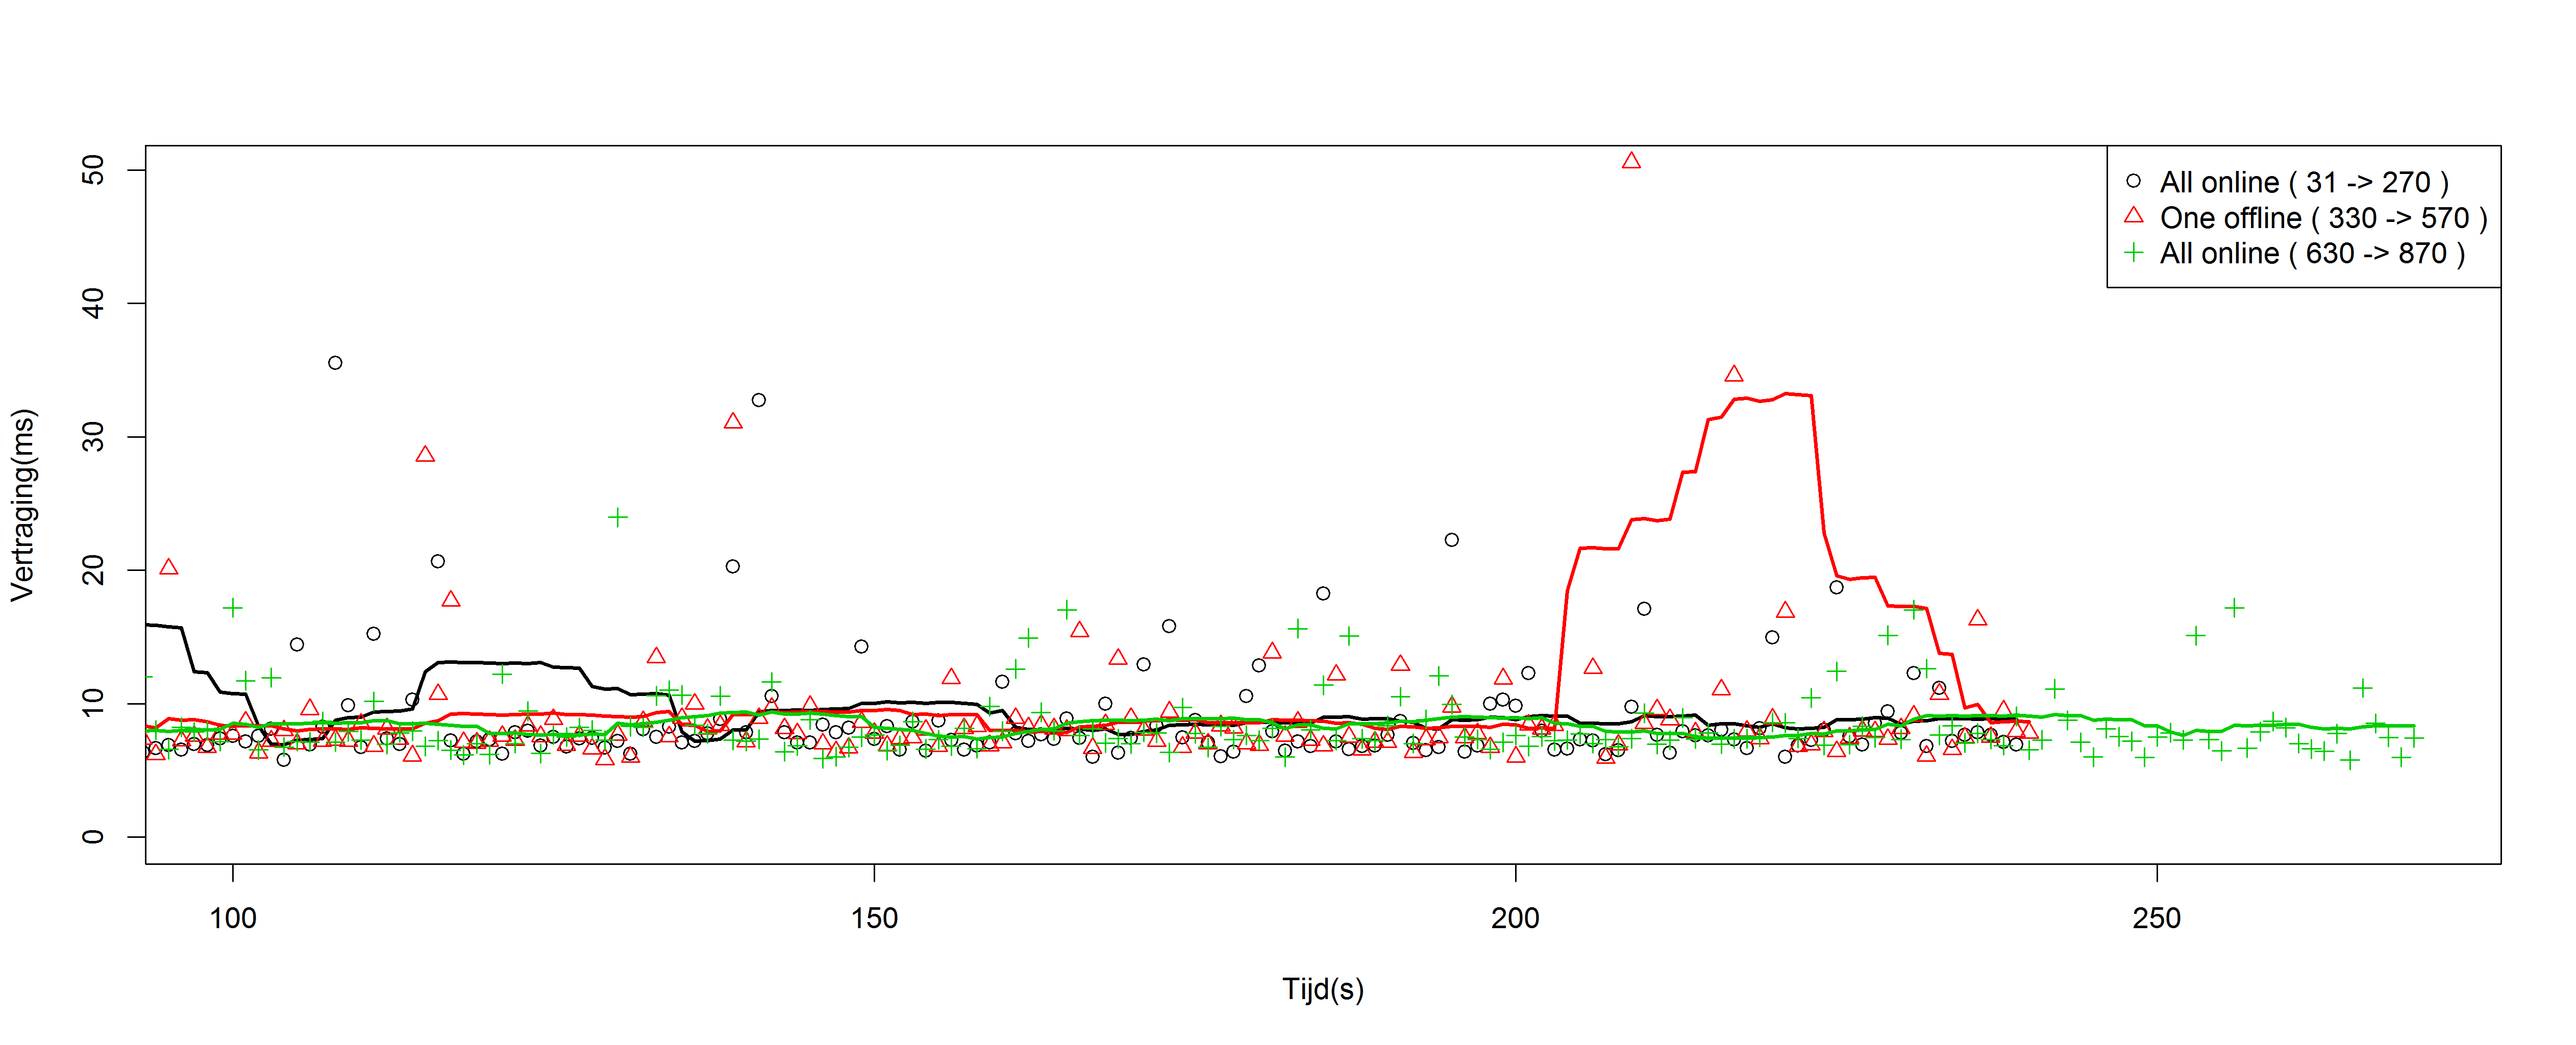 50
40
30
20
10
0
Vertraging(ms)
All online ( 31 -> 270 )
One offline ( 330 -> 570 )
All online ( 630 -> 870 )
100
150
200
250
Tijd(s)